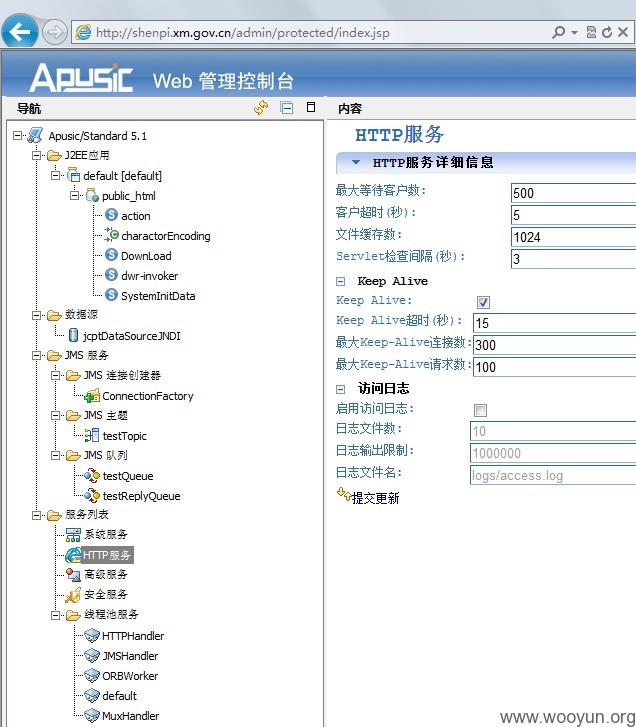 http://shenpi.xm.gov.cn/admin/protected/index.jsp
Apusic Web 管理控制台
导航
Apusic/Standard 5.1
J2EE应用
default [default]
public_html
action
charactorEncoding
DownLoad
dwr-invoker
SystemInitData
数据源
jcptDataSourceJNDI
JMS 服务
JMS 连接创建器
ConnectionFactory
JMS 主题
testTopic
JMS 队列
testQueue
testReplyQueue
服务列表
系统服务
HTTP服务
高级服务
安全服务
线程池服务
HTTPHandler
JMSHandler
ORBWorker
default
MuxHandler
内容
HTTP服务
HTTP服务详细信息
最大等待客户数: 500
客户超时(秒): 5
文件缓存数: 1024
Servlet检查间隔(秒): 3
Keep Alive
Keep Alive:
Keep Alive超时(秒): 15
最大Keep-Alive连接数: 300
最大Keep-Alive请求数: 100
访问日志
启用访问日志:
日志文件数: 10
日志输出限制: 1000000
日志文件名: logs/access.log
提交更新
www.wooyun.org